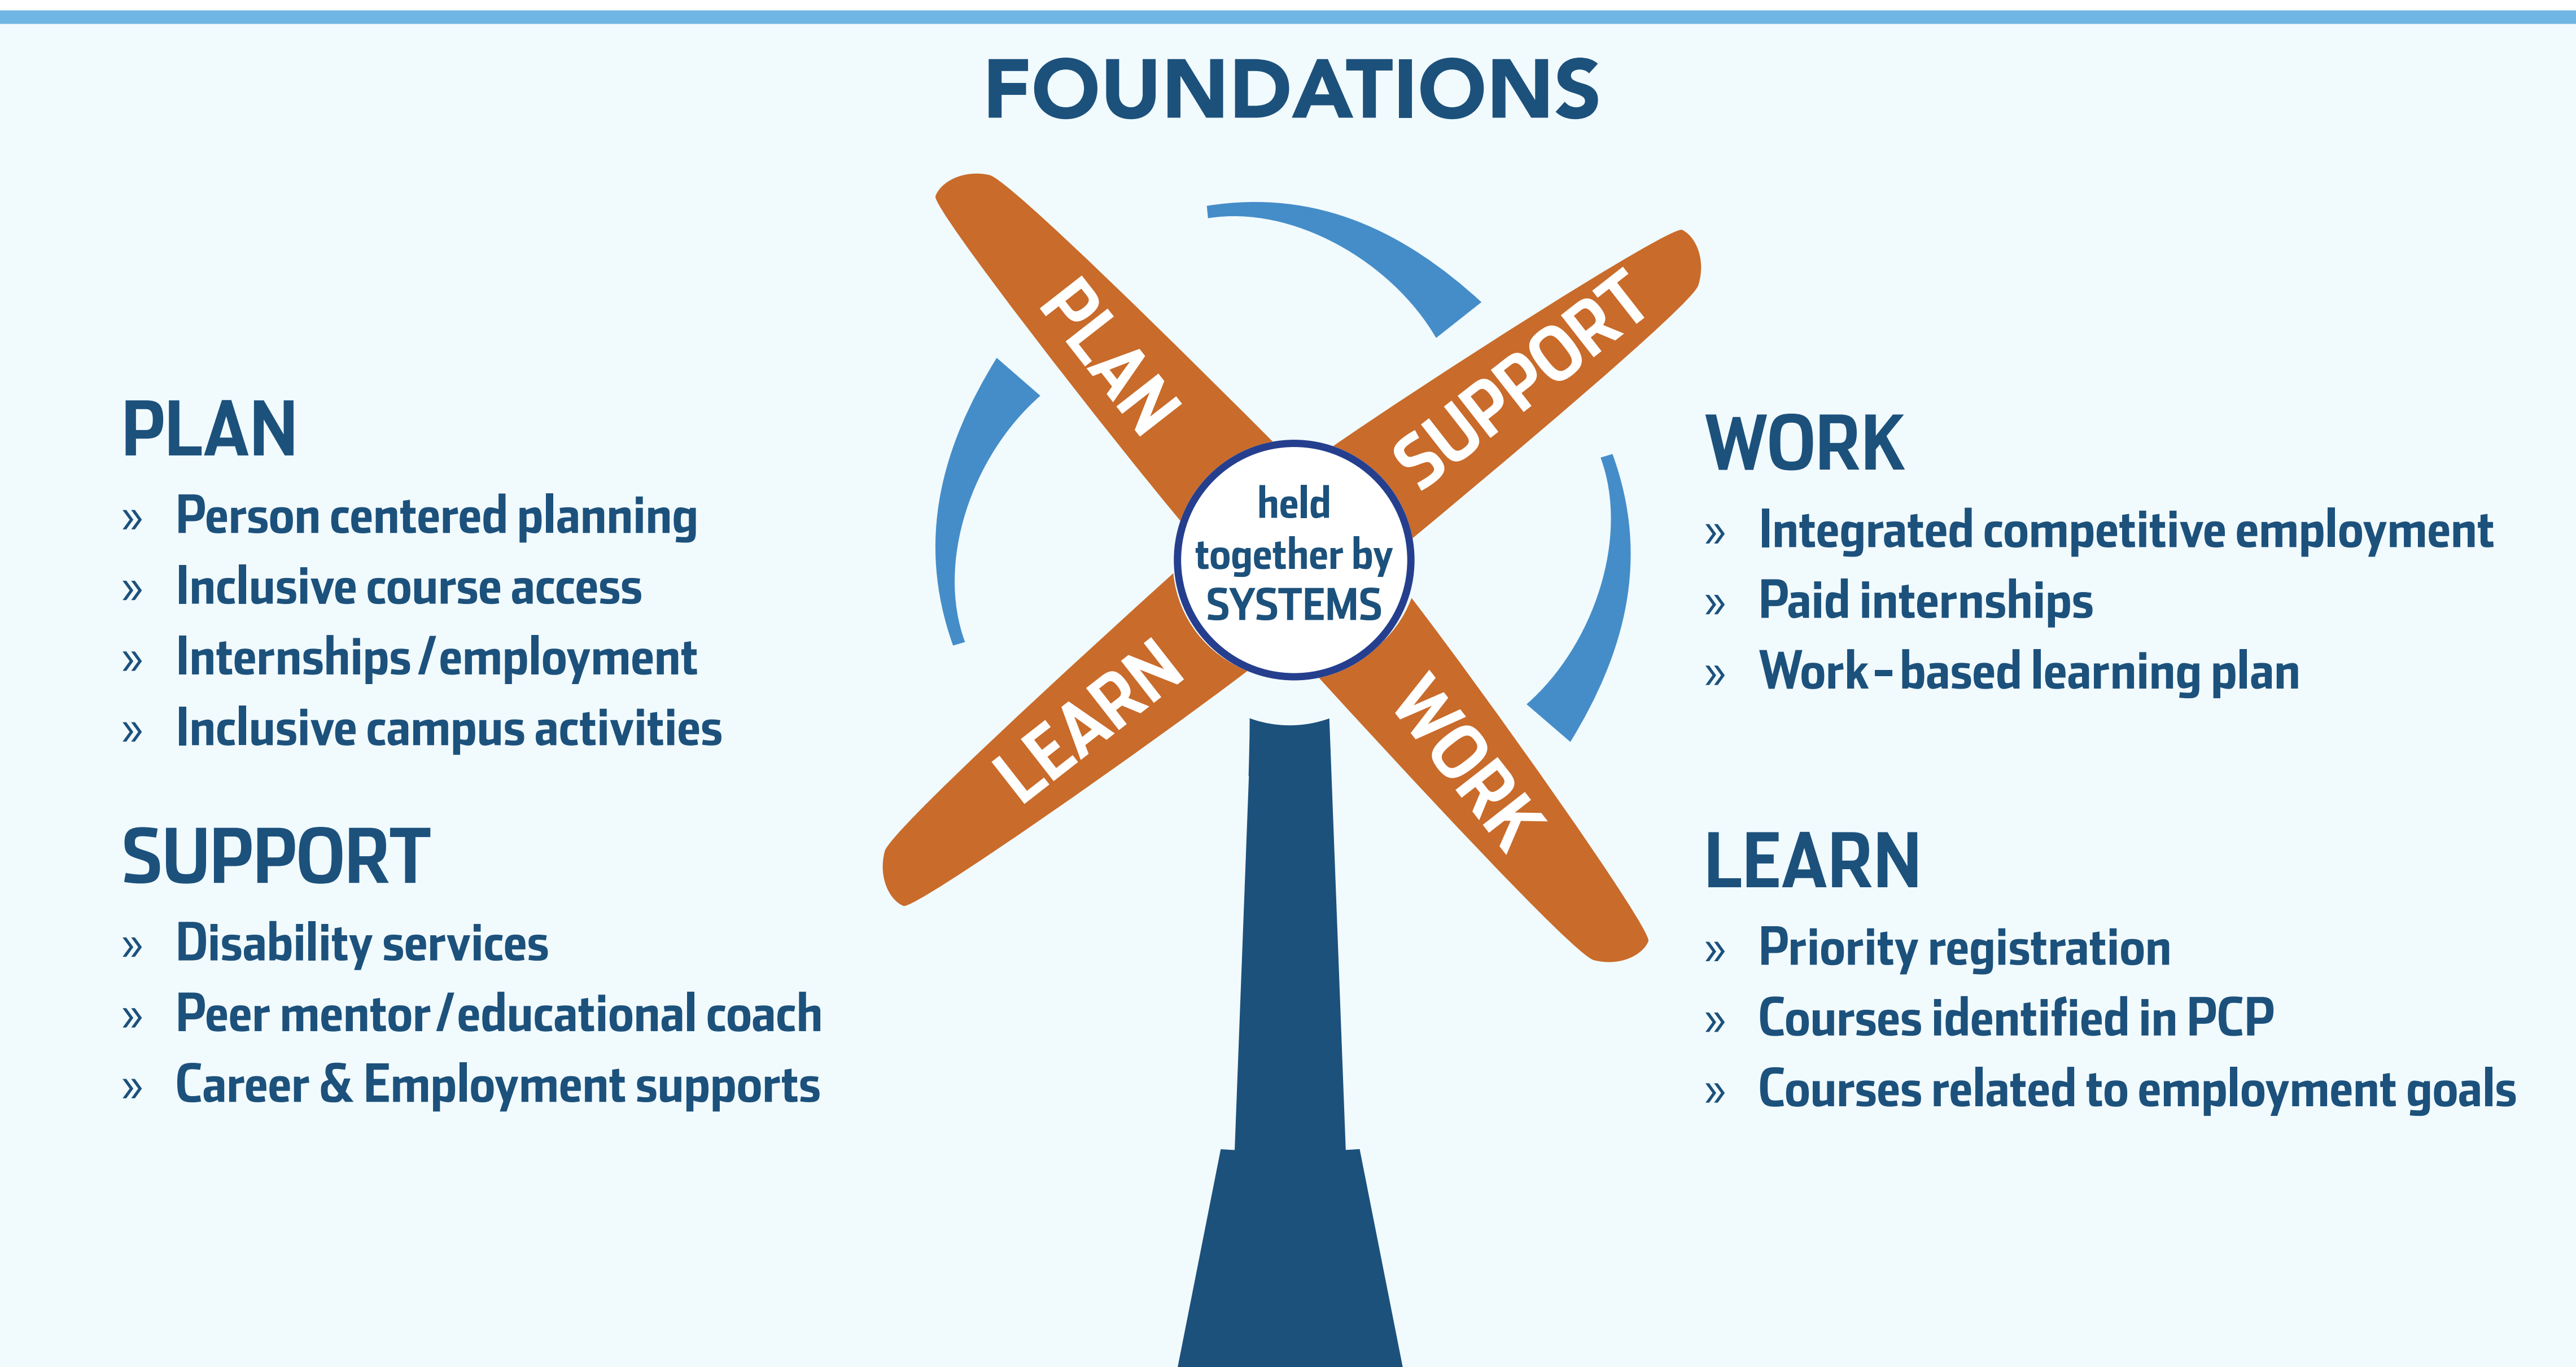 FOUNDATIONS
PLAN
SUPPORT
held
together by
SYSTEMS
LEARN
WORK
PLAN
» Person centered planning
» Inclusive course access
» Internships/employment
» Inclusive campus activities
SUPPORT
» Disability services
» Peer mentor/educational coach
» Career & Employment supports
WORK
» Integrated competitive employment
» Paid internships
» Work-based learning plan
LEARN
» Priority registration
» Courses identified in PCP
» Courses related to employment goals